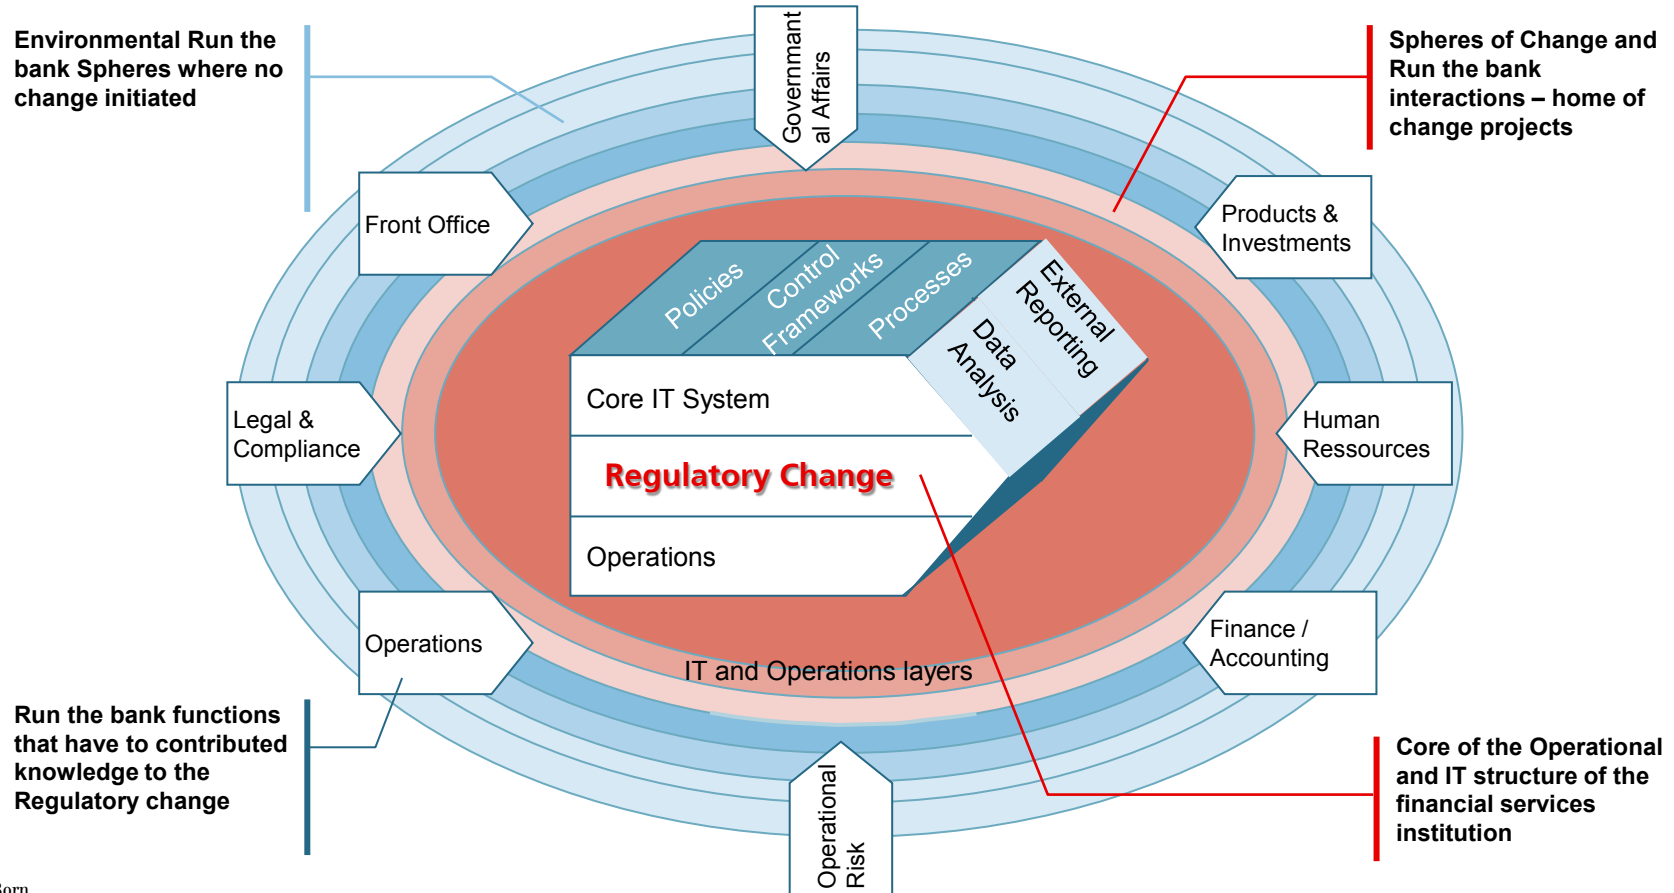 Environmental Run the
bank Spheres where no
change initiated
Governmant
al Affairs
Spheres of Change and
Run the bank
interactions – home of
change projects
Front Office
Products &
Investments
Policies
Control
Frameworks
Processes
External
Reporting
Data
Analysis
Core IT System
Legal &
Compliance
Human
Ressources
Regulatory Change
Operations
Operations
Finance /
Accounting
IT and Operations layers
Run the bank functions
that have to contributed
knowledge to the
Regulatory change
Operational
Risk
Core of the Operational
and IT structure of the
financial services
institution